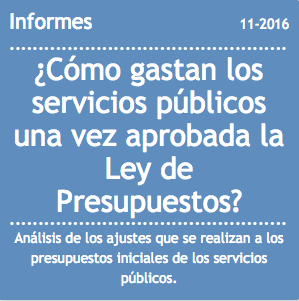 Informes
11-2016
¿Cómo gastan los
servicios públicos
una vez aprobada la
Ley de
Presupuestos?
Análisis de los ajustes que se realizan a los
presupuestos iniciales de los servicios
públicos.